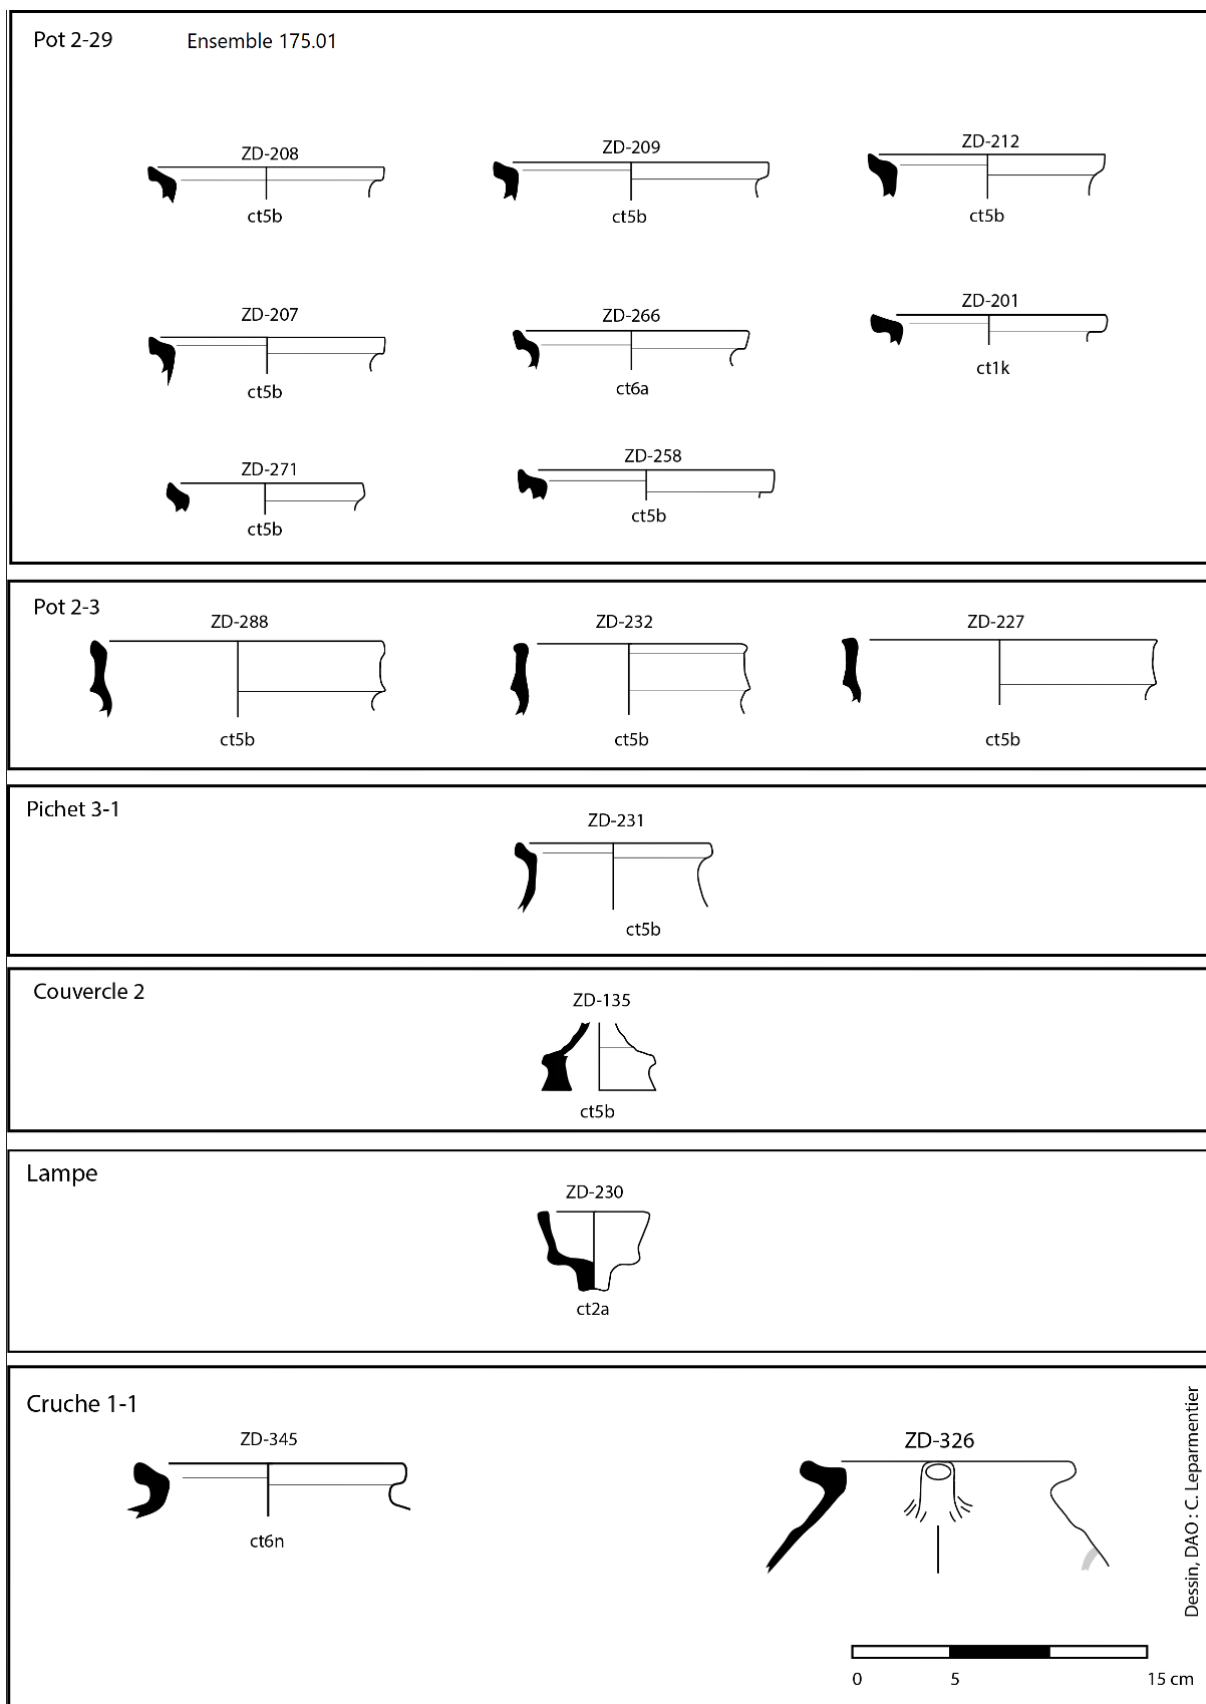 Pot 2-29 Ensemble 175.01
ZD-208 ZD-209 ZD-212
ct5b ct5b ct5b
ZD-207 ZD-266 ZD-201
ct5b ct6a ct1k
ZD-271 ZD-258
ct5b ct5b
Pot 2-3
ZD-288 ZD-232 ZD-227
ct5b ct5b ct5b
Pichet 3-1
ZD-231
ct5b
Couvercle 2
ZD-135
ct5b
Lampe
ZD-230
ct2a
Cruche 1-1
ZD-345 ZD-326
ct6n
0 5 15 cm
Dessin, DAO : C. Leparmentier